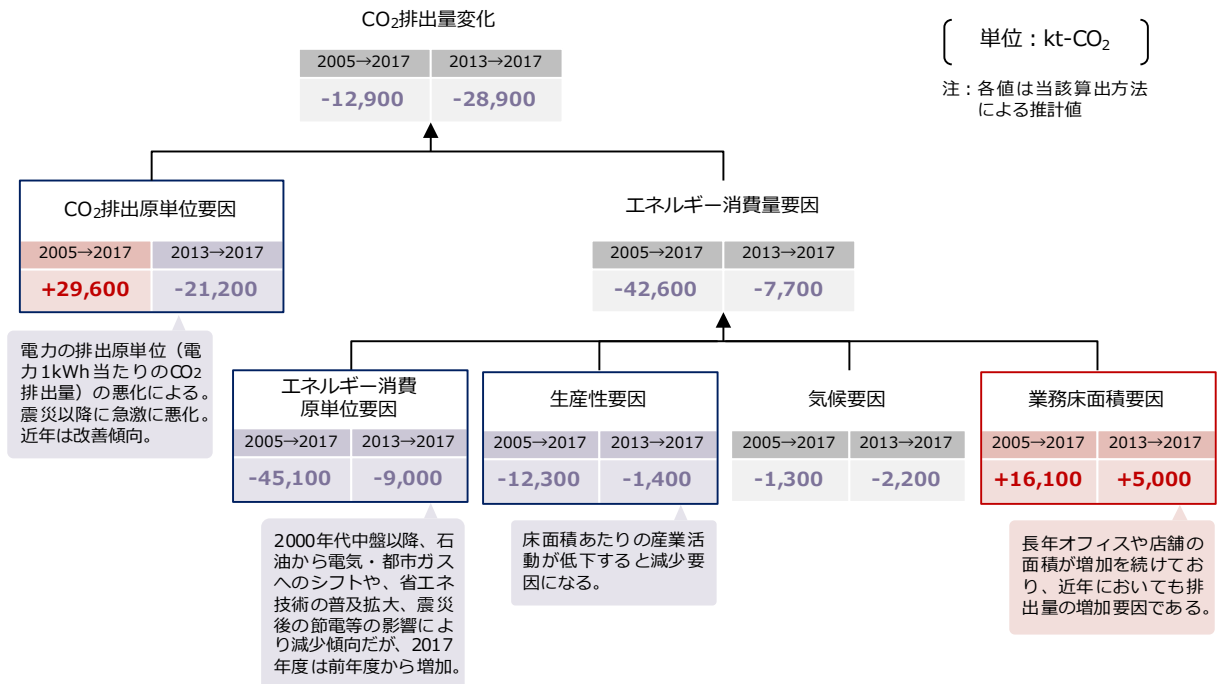 CO₂排出量変化
単位：kt-CO₂
注：各値は当該算出方法
による推計値
2005→2017 2013→2017
-12,900 -28,900
CO₂排出原単位要因
2005→2017 2013→2017
+29,600 -21,200
電力の排出原単位（電
力1kWh当たりのCO₂
排出量）の悪化による。
震災以降に急激に悪化。
近年は改善傾向。
エネルギー消費量要因
2005→2017 2013→2017
-42,600 -7,700
エネルギー消費
原単位要因
2005→2017 2013→2017
-45,100 -9,000
2000年代中盤以降、石
油から電気・都市ガス
へのシフトや、省エネ
技術の普及拡大、震災
後の節電等の影響によ
り減少傾向だが、2017
年度は前年度から増加。
生産性要因
2005→2017 2013→2017
-12,300 -1,400
床面積あたりの産業活
動が低下すると減少要
因になる。
気候要因
2005→2017 2013→2017
-1,300 -2,200
業務床面積要因
2005→2017 2013→2017
+16,100 +5,000
長年オフィスや店舗の
面積が増加を続けてお
り、近年においても排
出量の増加要因である。